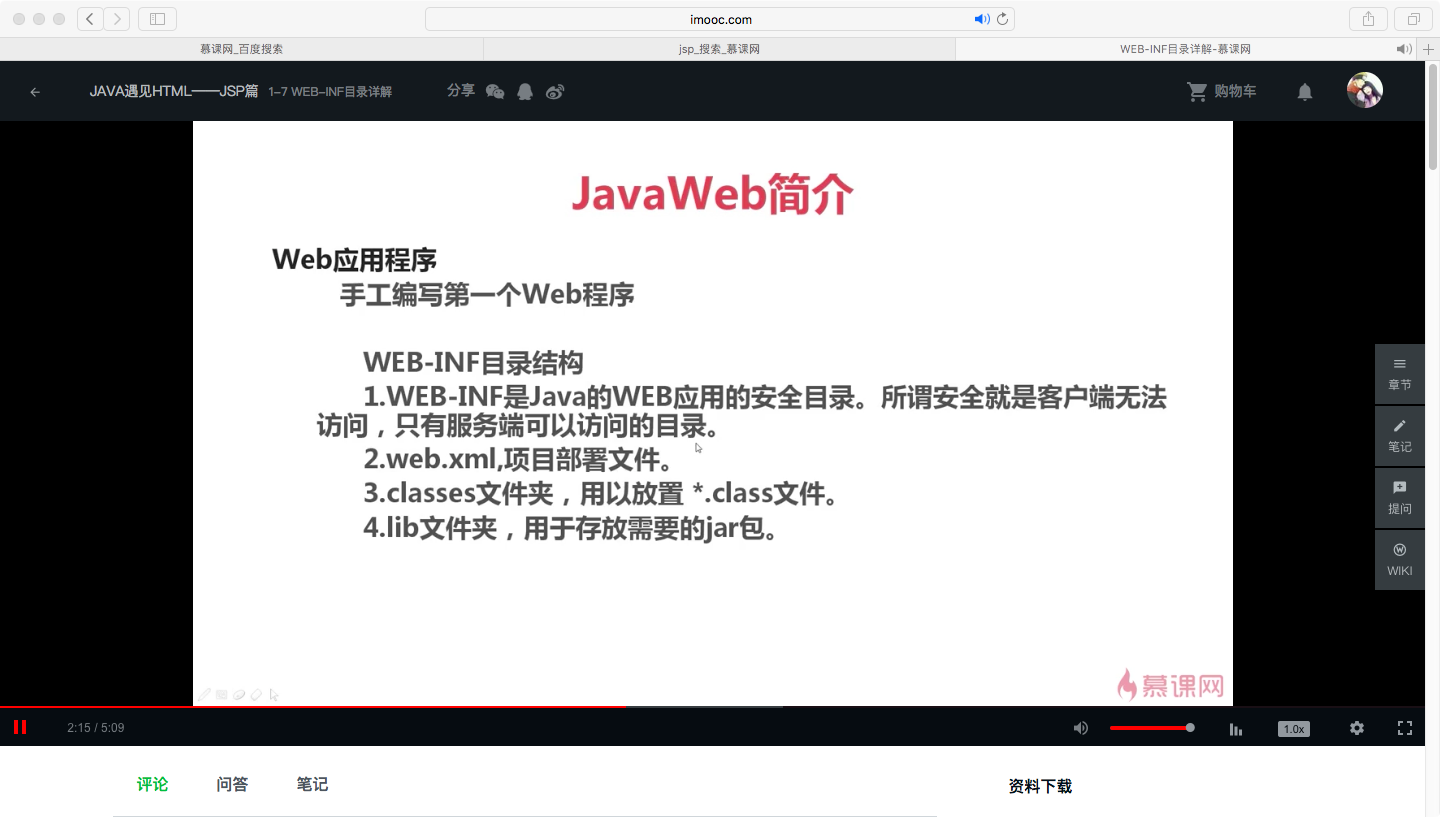 imooc.com
慕课网_百度搜索
jsp_搜索_慕课网
WEB-INF目录详解-慕课网
JAVA遇见HTML——JSP篇 1-7 WEB-INF目录详解 分享 购物车
JavaWeb简介
Web应用程序
手工编写第一个Web程序
WEB-INF目录结构
1.WEB-INF是Java的WEB应用的安全目录。所谓安全就是客户端无法
访问，只有服务端可以访问的目录。
2.web.xml,项目部署文件。
3.classes文件夹，用以放置 *.class文件。
4.lib文件夹，用于存放需要的jar包。
章节
笔记
提问
WIKI
慕课网
2:15 / 5:09 1.0x
评论 问答 笔记 资料下载